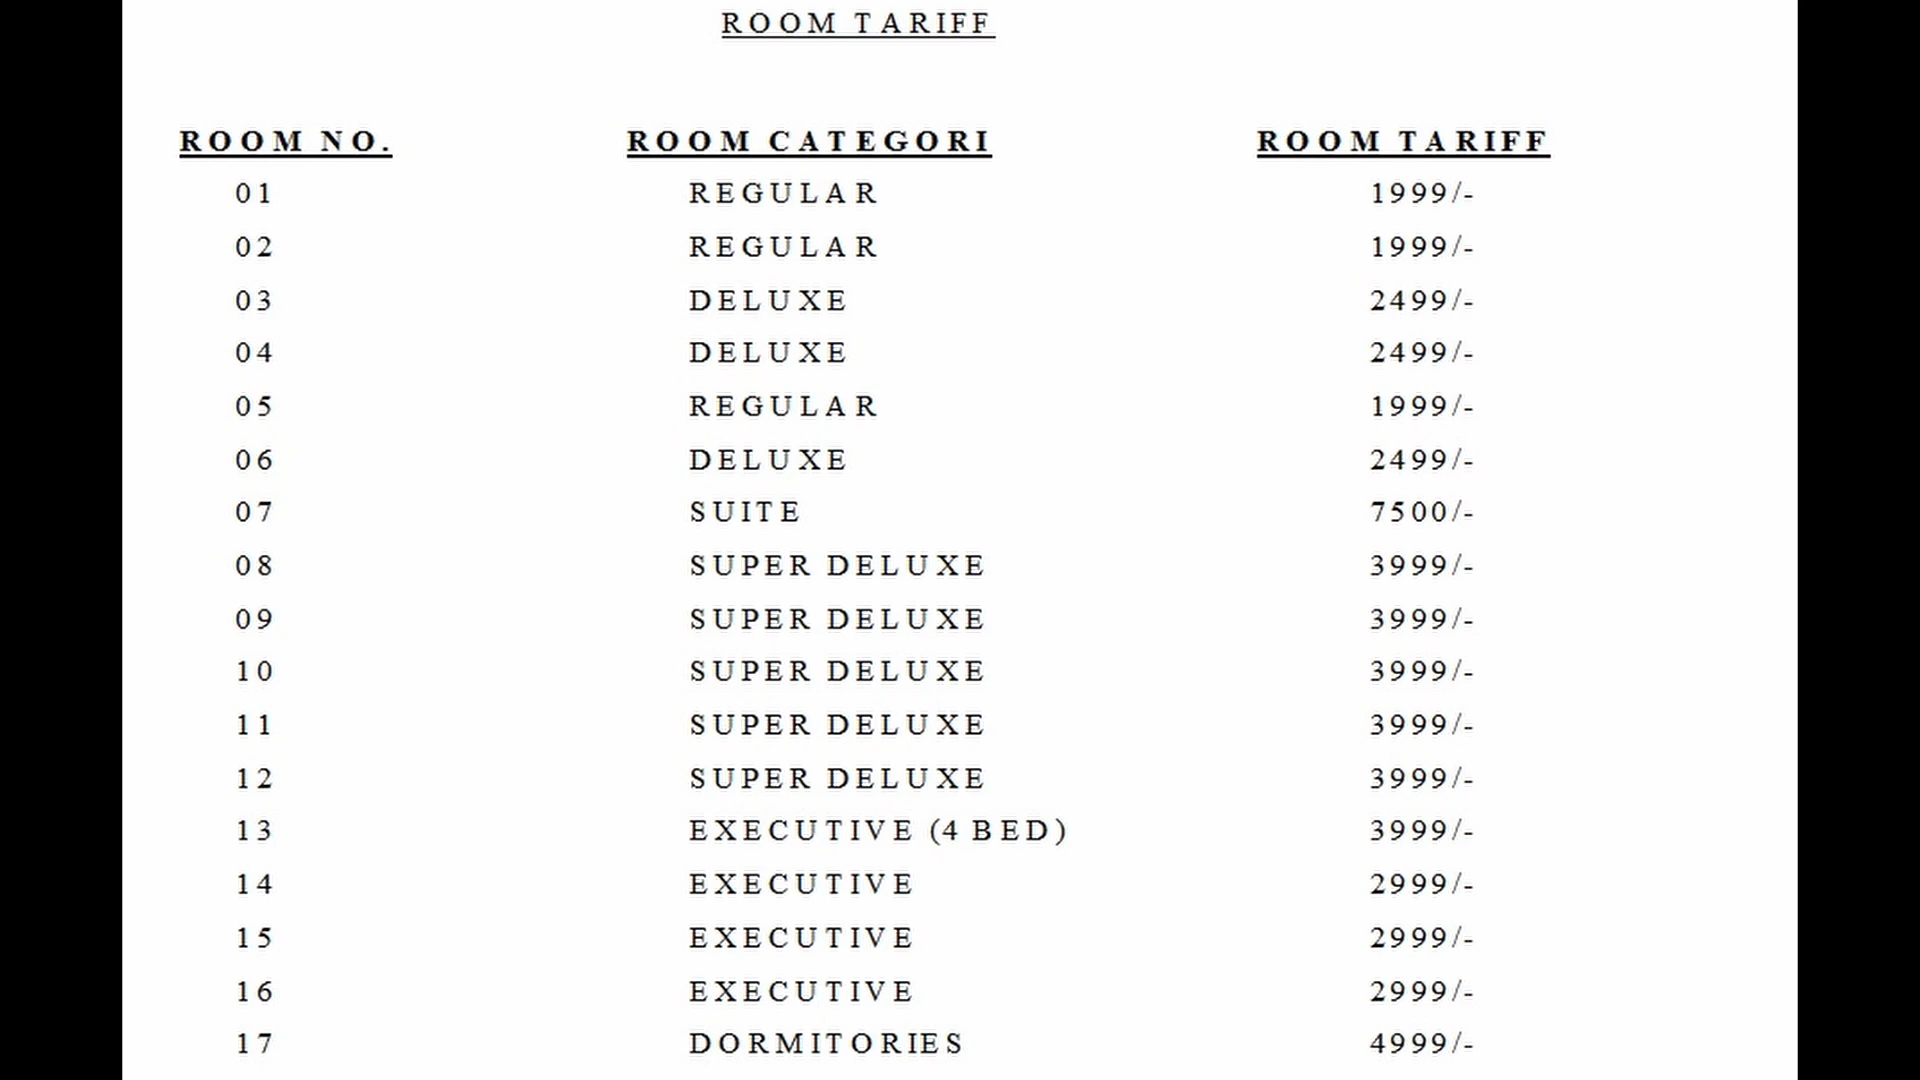 ROOM TARIFF
ROOM NO. ROOM CATEGORI ROOM TARIFF
01 REGULAR 1999/-
02 REGULAR 1999/-
03 DELUXE 2499/-
04 DELUXE 2499/-
05 REGULAR 1999/-
06 DELUXE 2499/-
07 SUITE 7500/-
08 SUPER DELUXE 3999/-
09 SUPER DELUXE 3999/-
10 SUPER DELUXE 3999/-
11 SUPER DELUXE 3999/-
12 SUPER DELUXE 3999/-
13 EXECUTIVE (4 BED) 3999/-
14 EXECUTIVE 2999/-
15 EXECUTIVE 2999/-
16 EXECUTIVE 2999/-
17 DORMITORIES 4999/-